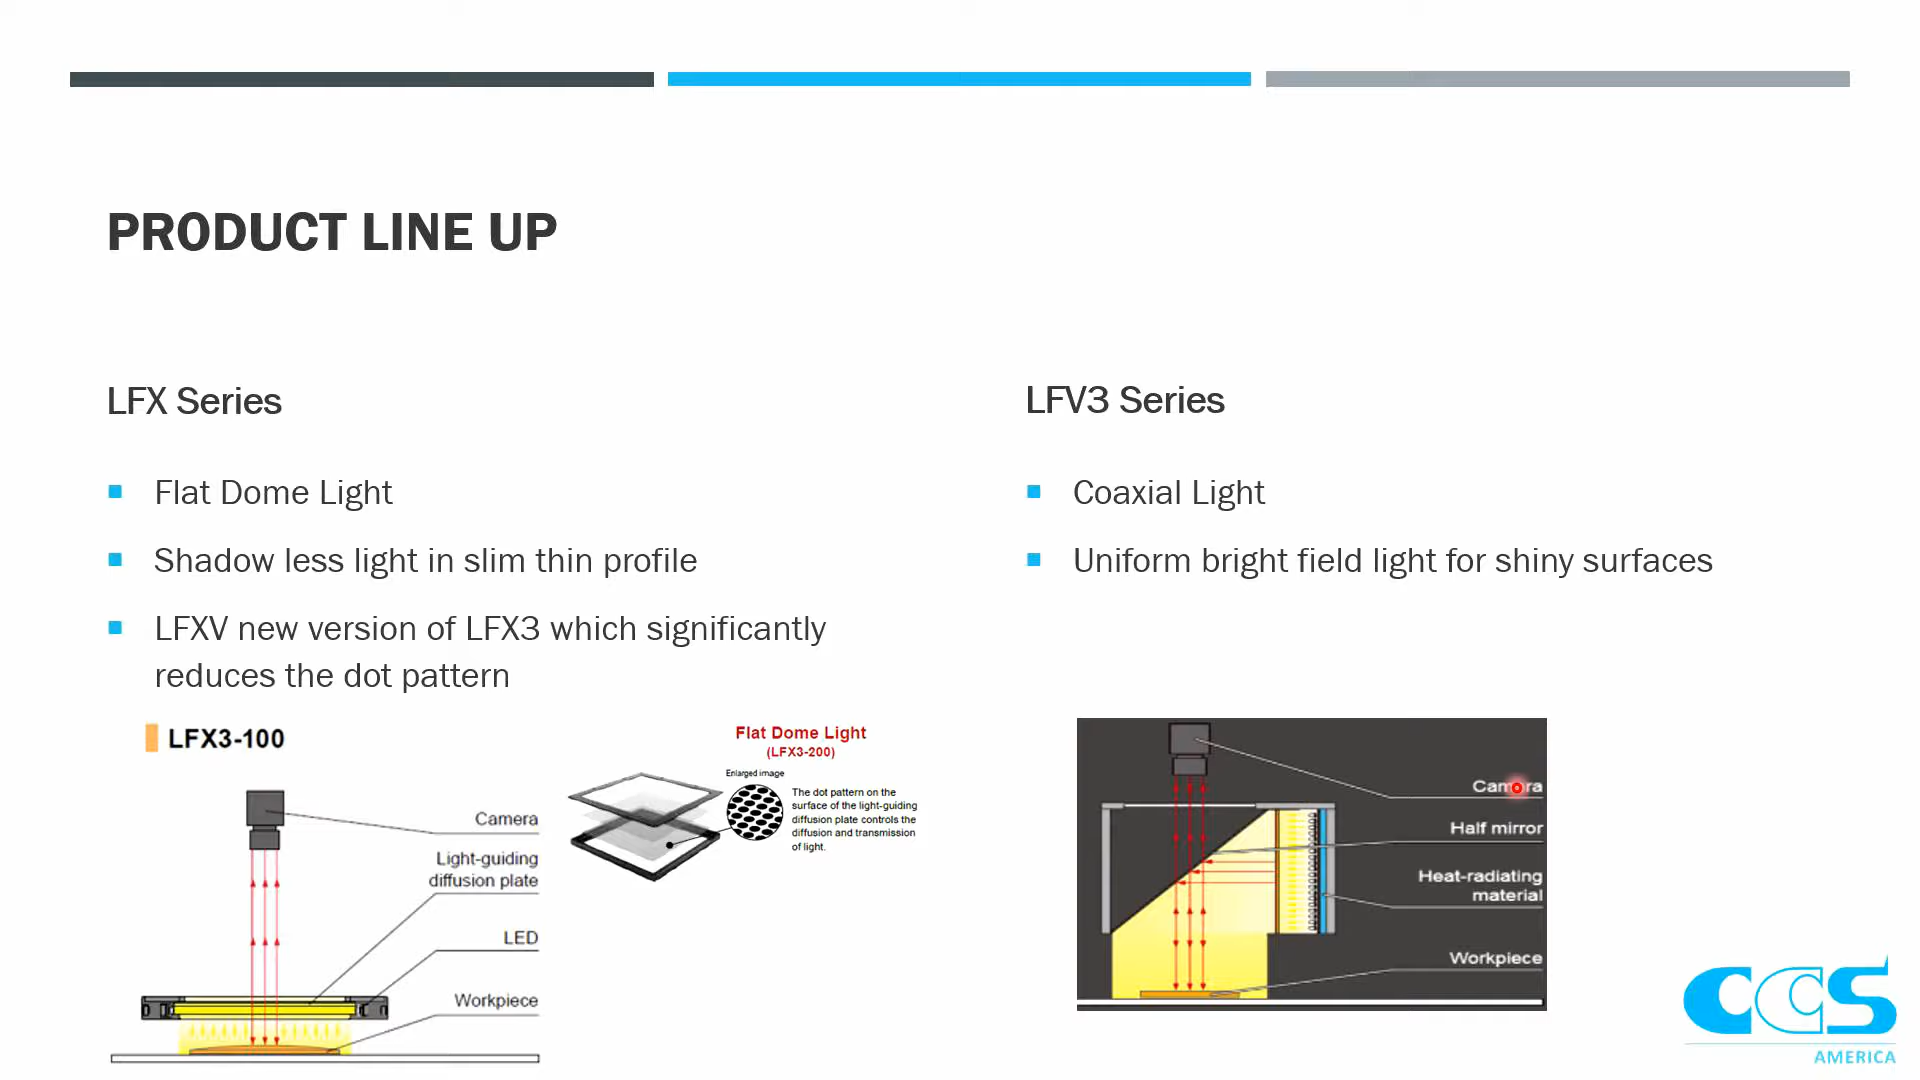 PRODUCT LINE UP
LFX Series
Flat Dome Light
Shadow less light in slim thin profile
LFXV new version of LFX3 which significantly
reduces the dot pattern
LFX3-100
Camera
Light-guiding
diffusion plate
LED
Workpiece
Flat Dome Light
(LFX3-200)
Enlarged image
The dot pattern on the
surface of the light-guiding
diffusion plate controls the
diffusion and transmission
of light.
LFV3 Series
Coaxial Light
Uniform bright field light for shiny surfaces
Camera
Half mirror
Heat-radiating
material
Workpiece
CCS
AMERICA